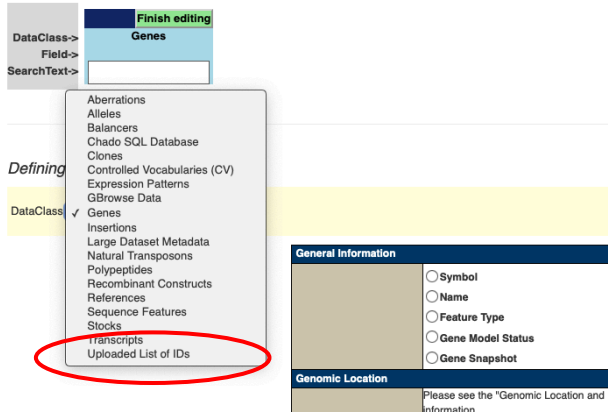 Finish editing
DataClass-> Genes
Field->
SearchText->
Aberrations
Alleles
Balancers
Chado SQL Database
Clones
Defining
Controlled Vocabularies (CV)
Expression Patterns
GBrowse Data
DataClass ✓ Genes
Insertions
Large Dataset Metadata
Natural Transposons
Polypeptides
Recombinant Constructs
References
Sequence Features
Stocks
Transcripts
Uploaded List of IDs
General Information
Symbol
Name
Feature Type
Gene Model Status
Gene Snapshot
Genomic Location
Please see the "Genomic Location and
information